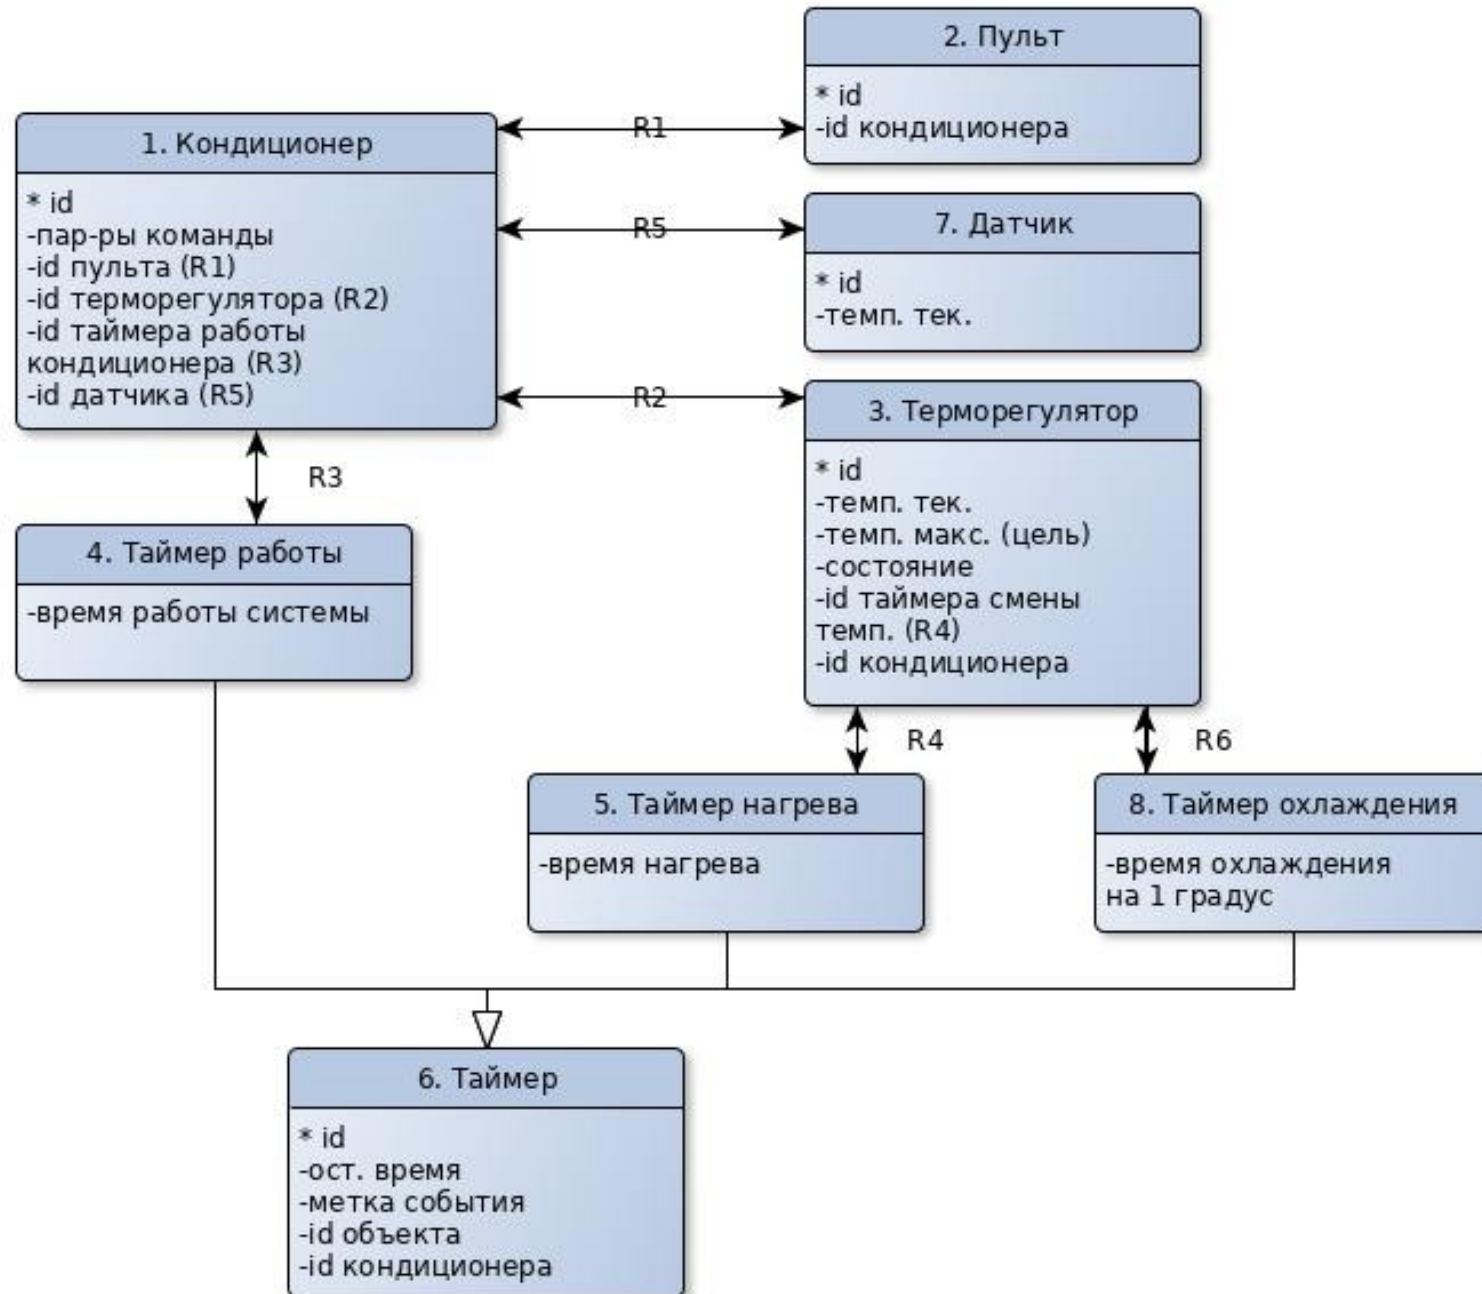 2. Пульт
* id
-id кондиционера
R1
1. Кондиционер
* id
-пар-ры команды
-id пульта (R1)
-id терморегулятора (R2)
-id таймера работы
кондиционера (R3)
-id датчика (R5)
R5
7. Датчик
* id
-темп. тек.
R2
3. Терморегулятор
* id
-темп. тек.
-темп. макс. (цель)
-состояние
-id таймера смены
темп. (R4)
-id кондиционера
R3
4. Таймер работы
-время работы системы
R4
R6
5. Таймер нагрева
-время нагрева
8. Таймер охлаждения
-время охлаждения
на 1 градус
6. Таймер
* id
-ост. время
-метка события
-id объекта
-id кондиционера